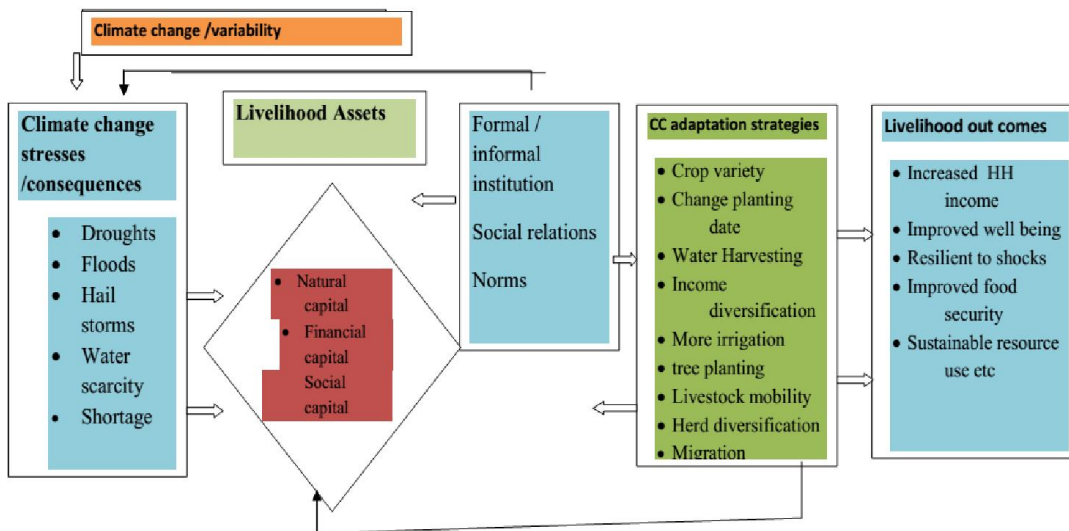 Climate change /variability
Climate change
stresses
/consequences
• Droughts
• Floods
• Hail
storms
• Water
scarcity
• Shortage
Livelihood Assets
• Natural
capital
• Financial
capital
Social
capital
Formal /
informal
institution
Social relations
Norms
CC adaptation strategies
• Crop variety
• Change planting
date
• Water Harvesting
• Income
diversification
• More irrigation
• tree planting
• Livestock mobility
• Herd diversification
• Migration
Livelihood out comes
• Increased HH
income
• Improved well being
• Resilient to shocks
• Improved food
security
• Sustainable resource
use etc